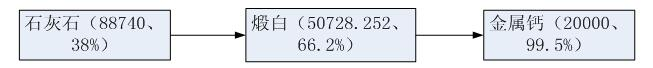 石灰石（88740、
38%）
煅白（50728.252、
66.2%）
金属钙（20000、
99.5%）